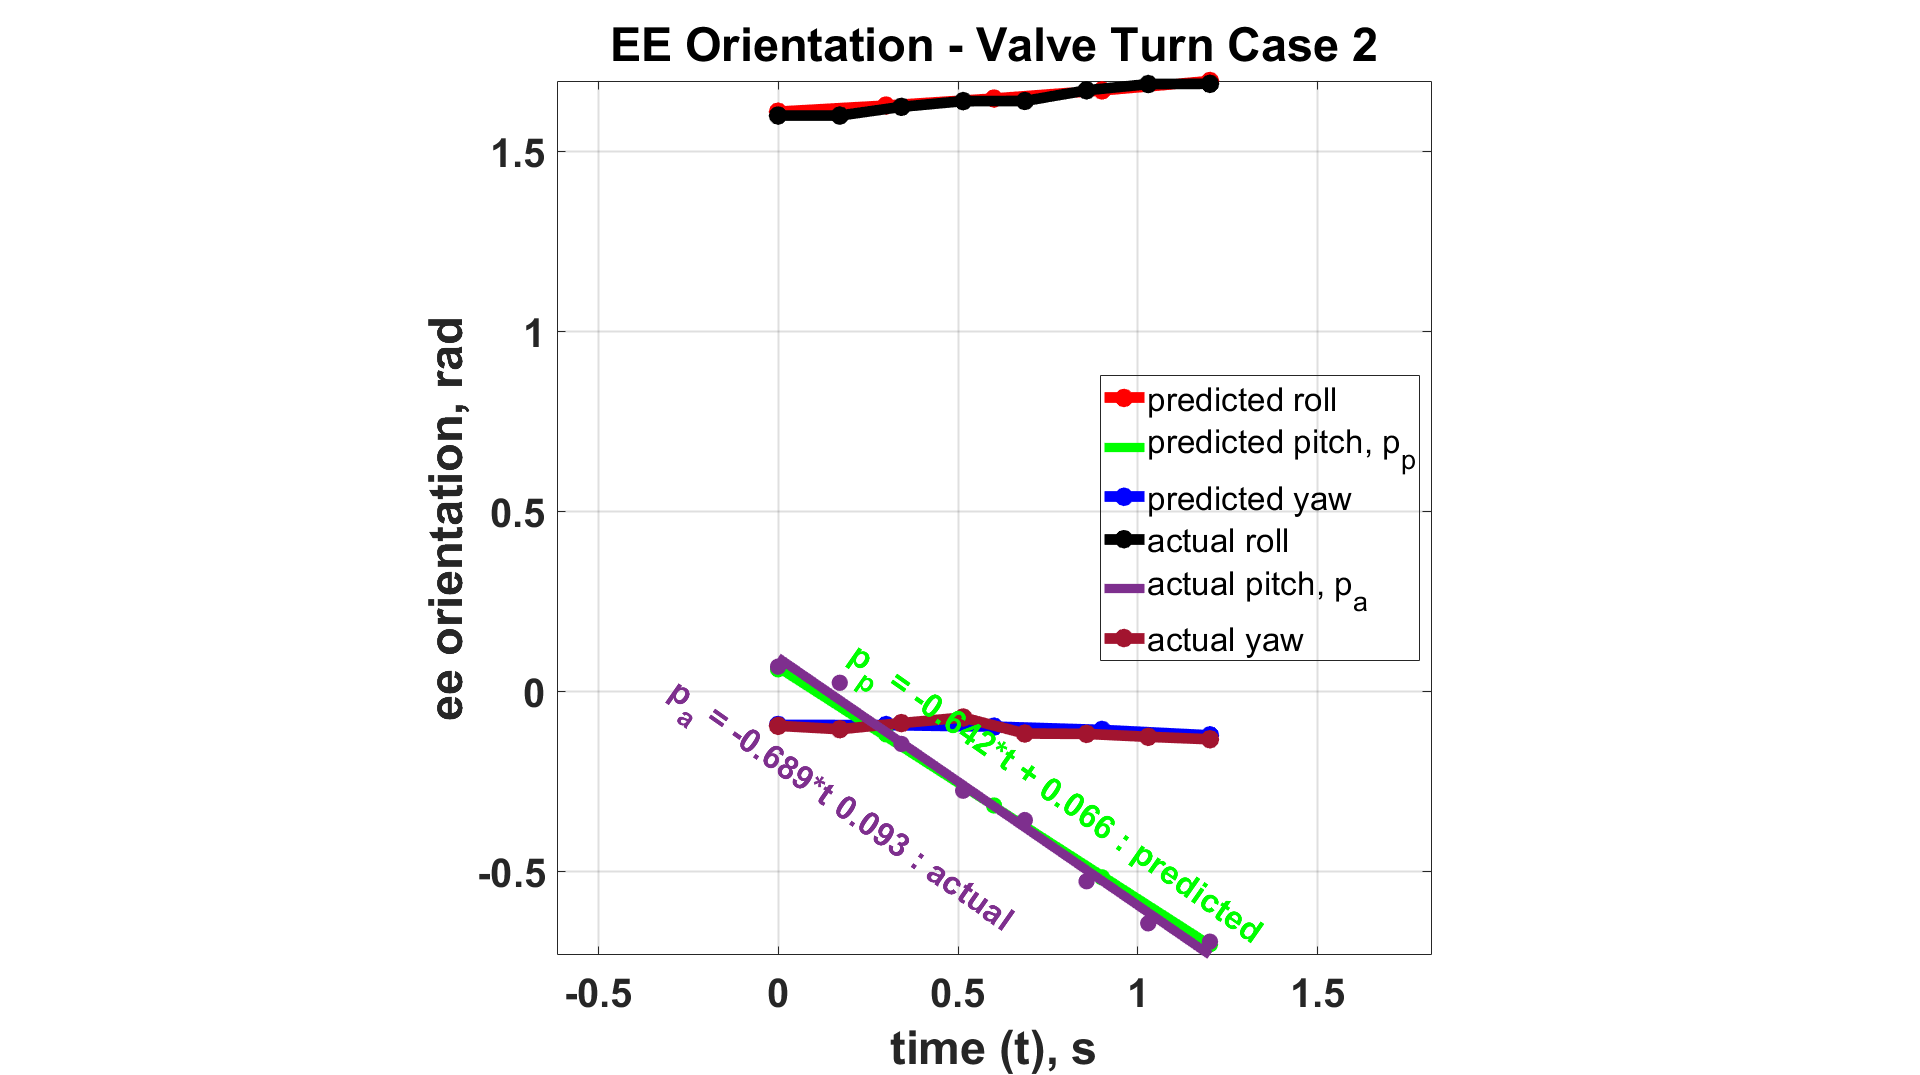 EE Orientation - Valve Turn Case 2
ee orientation, rad
1.5
1
0.5
0
-0.5
predicted roll
predicted pitch, p_p
predicted yaw
actual roll
actual pitch, p_a
actual yaw
p_p = -0.642*t + 0.066 : predicted
p_a = -0.689*t 0.093 : actual
-0.5 0 0.5 1 1.5
time (t), s